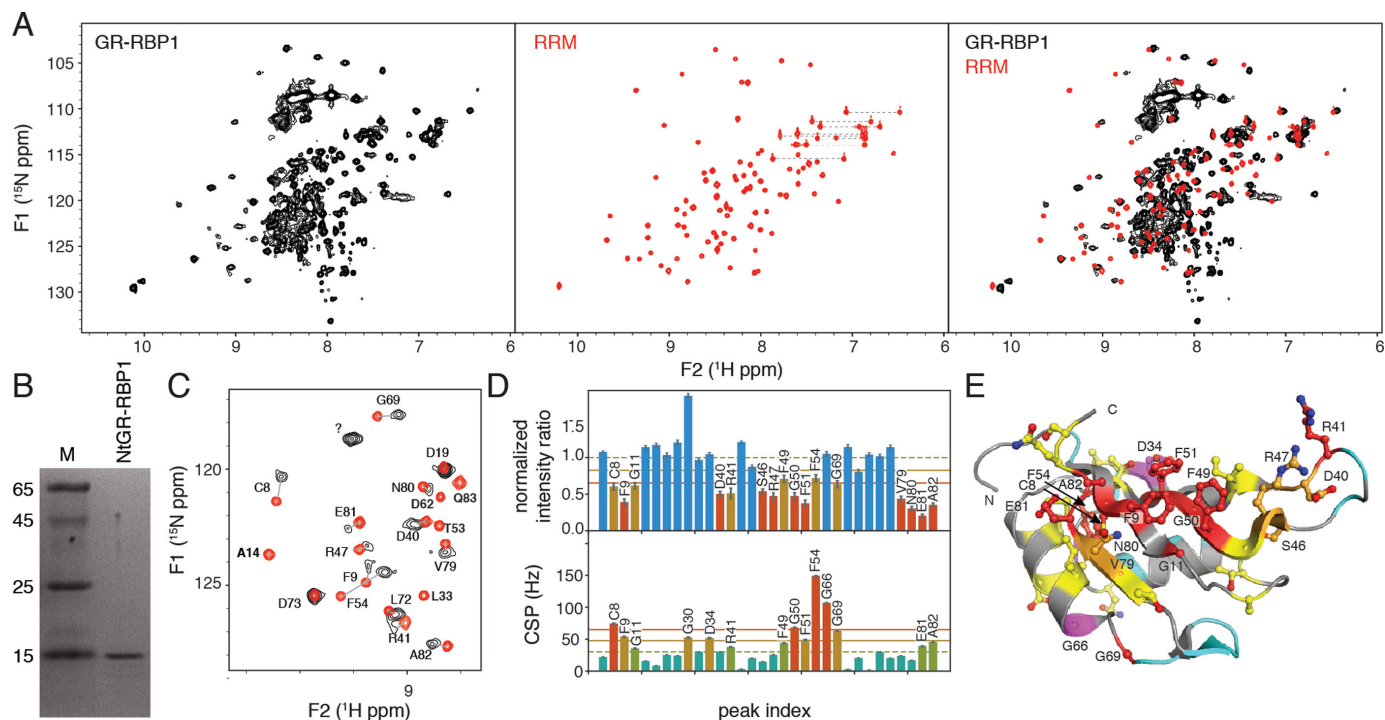 A
GR-RBP1
RRM
GR-RBP1
RRM
F1 (¹⁵N ppm)
105
110
115
120
125
130
10 9 8 7 6
10 9 8 7 6
10 9 8 7 6
F2 (¹H ppm)
B
M
NtGR-RBP1
65
45
25
15
C
F1 (¹⁵N ppm)
120
125
G69
?
D19
C8
N80
Q83
D62
E81
T53
D40
A14
R47
V79
F9
D73
F54
L72
L33
R41
A82
9
F2 (¹H ppm)
D
normalized
intensity ratio
1.5
1.0
0.5
0.0
C8
F9
G11
D40
R41
S46
R47
F49
G50
F51
F54
G69
V79
N80
E81
A82
CSP (Hz)
150
100
50
0
C8
F9
G11
G30
D34
R41
F49
G50
F51
F54
G66
G69
E81
A82
peak index
E
C
R41
D34
F51
R47
F54
A82
F49
D40
C8
N
E81
F9
G50
N80
G11
S46
V79
G66
G69